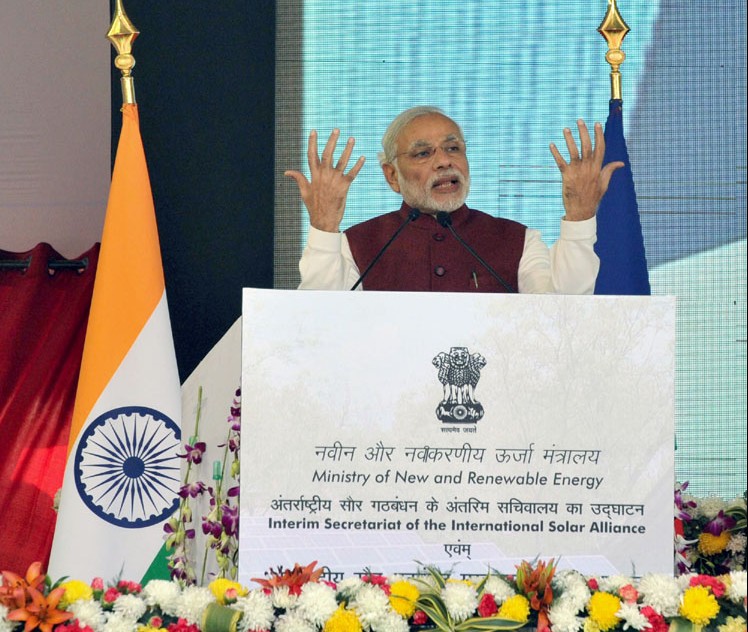 सत्यमेव जयते
नवीन और नवीकरणीय ऊर्जा मंत्रालय
Ministry of New and Renewable Energy
अंतर्राष्ट्रीय सौर गठबंधन के अंतरिम सचिवालय का उद्घाटन
Interim Secretariat of the International Solar Alliance
एवंम्